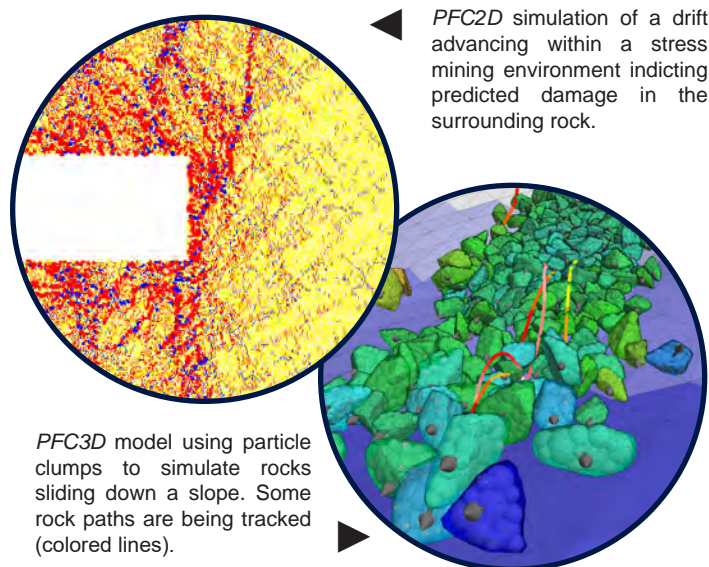 PFC2D simulation of a drift
advancing within a stress
mining environment indicting
predicted damage in the
surrounding rock.
PFC3D model using particle
clumps to simulate rocks
sliding down a slope. Some
rock paths are being tracked
(colored lines).